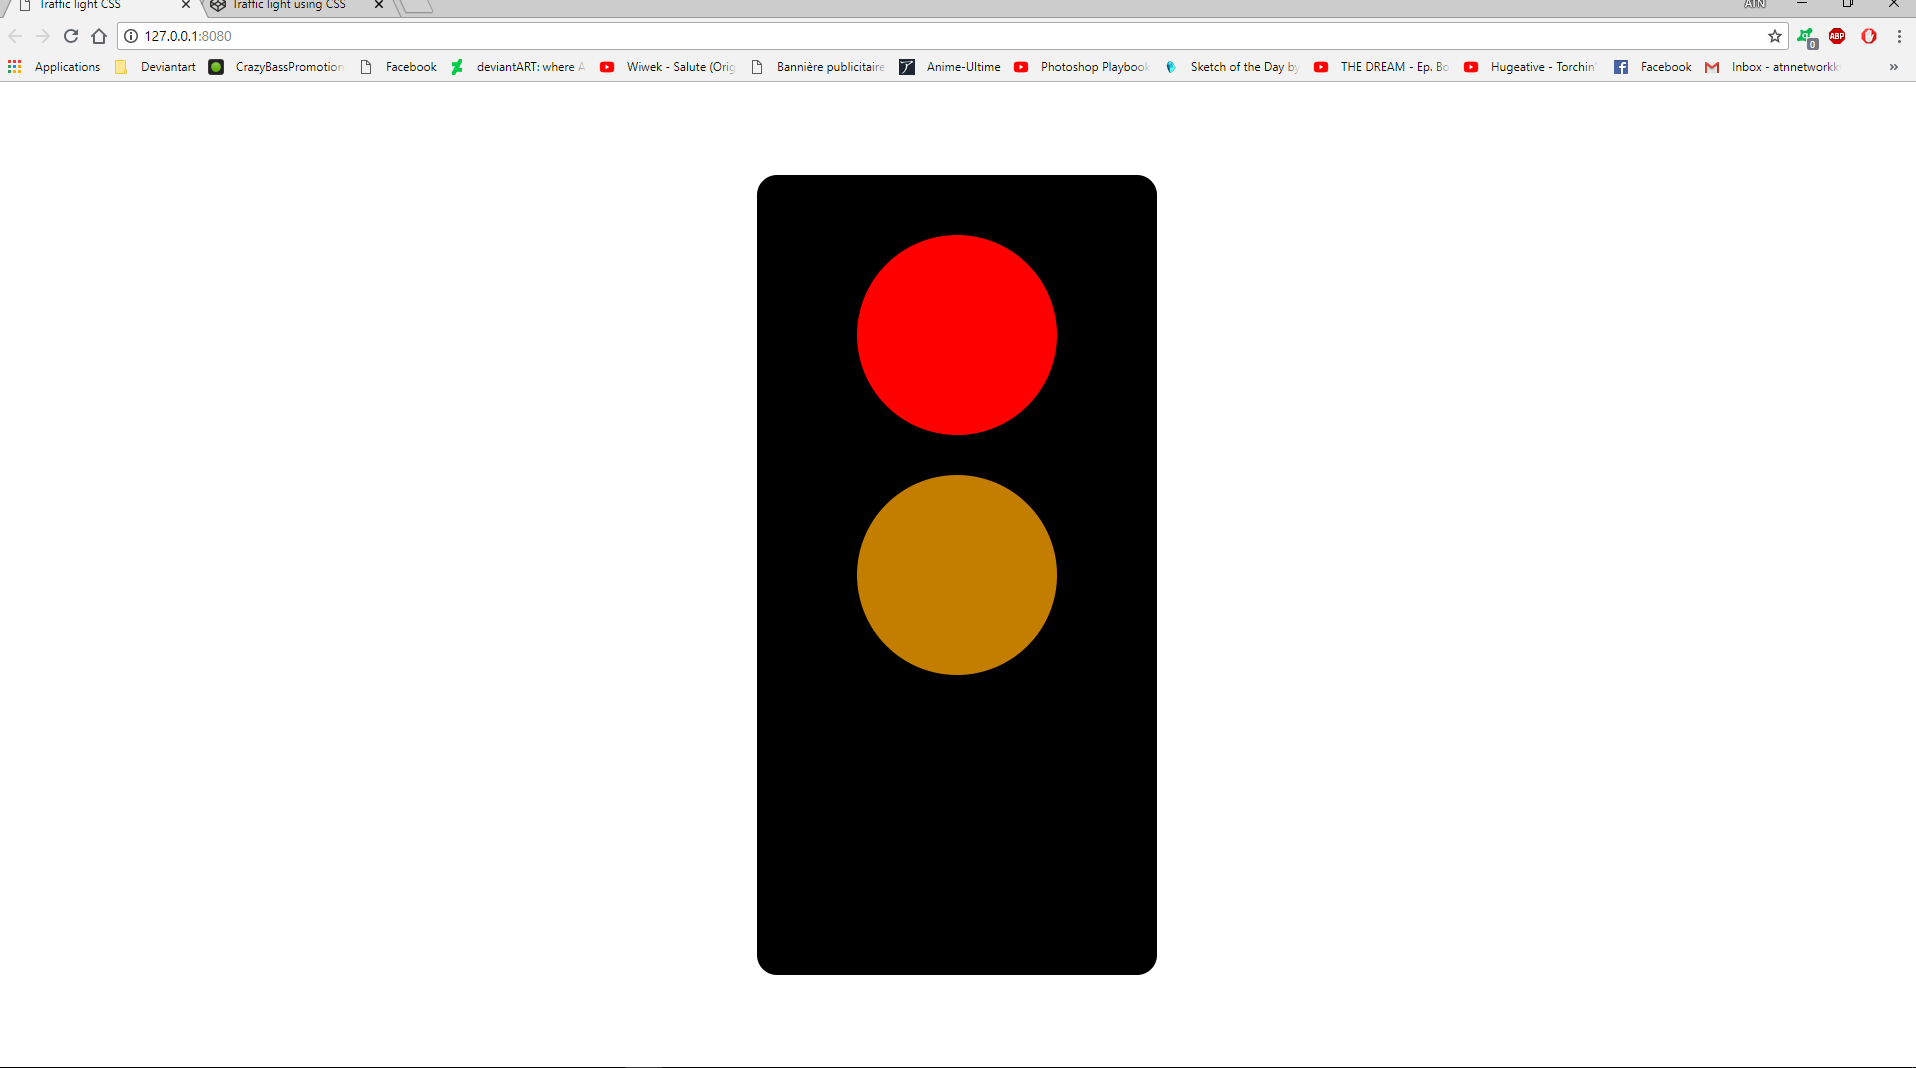 Traffic light CSS Traffic light using CSS ATN
127.0.0.1:8080 0 ABP
Applications Deviantart CrazyBassPromotion Facebook deviantART: where A Wiwek - Salute (Orig Bannière publicitaire Anime-Ultime Photoshop Playbook Sketch of the Day by THE DREAM - Ep. Bo Hugeative - Torchin' Facebook Inbox - atnnetworkk »